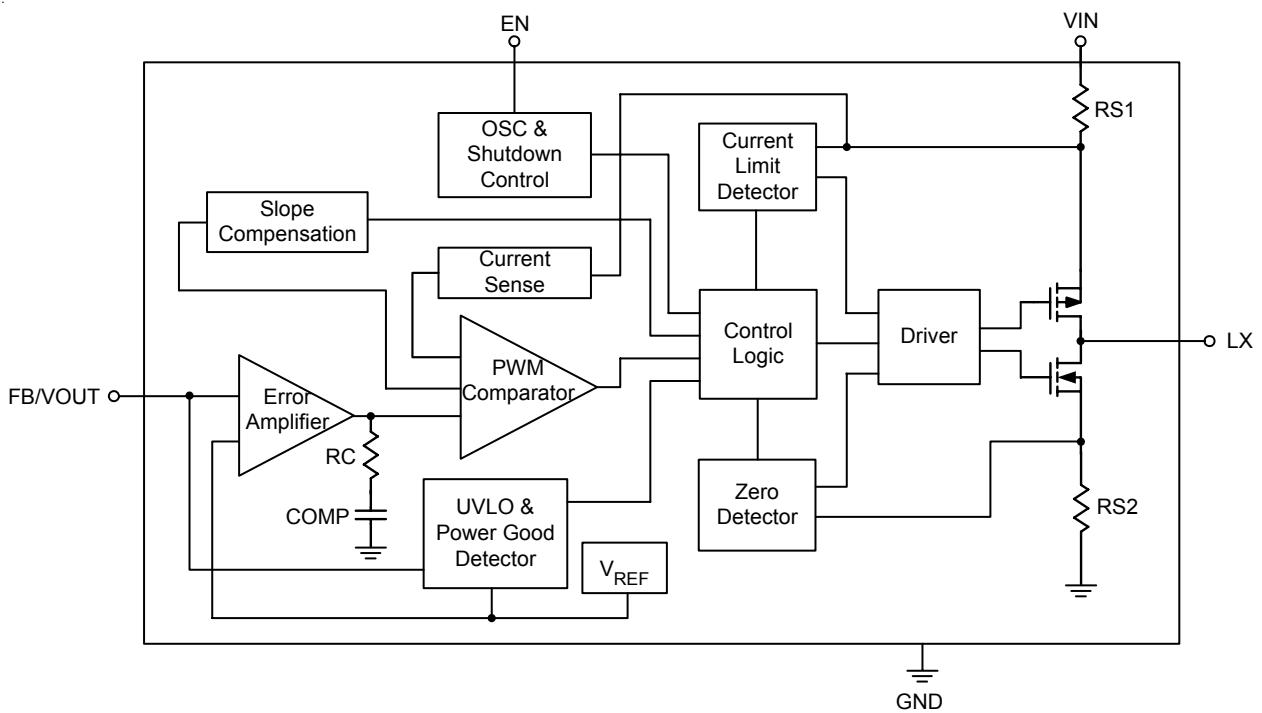 EN
VIN
OSC &
Shutdown
Control
RS1
Current
Limit
Detector
Slope
Compensation
Current
Sense
Control
Logic
Driver
LX
PWM
Comparator
FB/VOUT
Error
Amplifier
RC
COMP
UVLO &
Power Good
Detector
Zero
Detector
RS2
VREF
GND